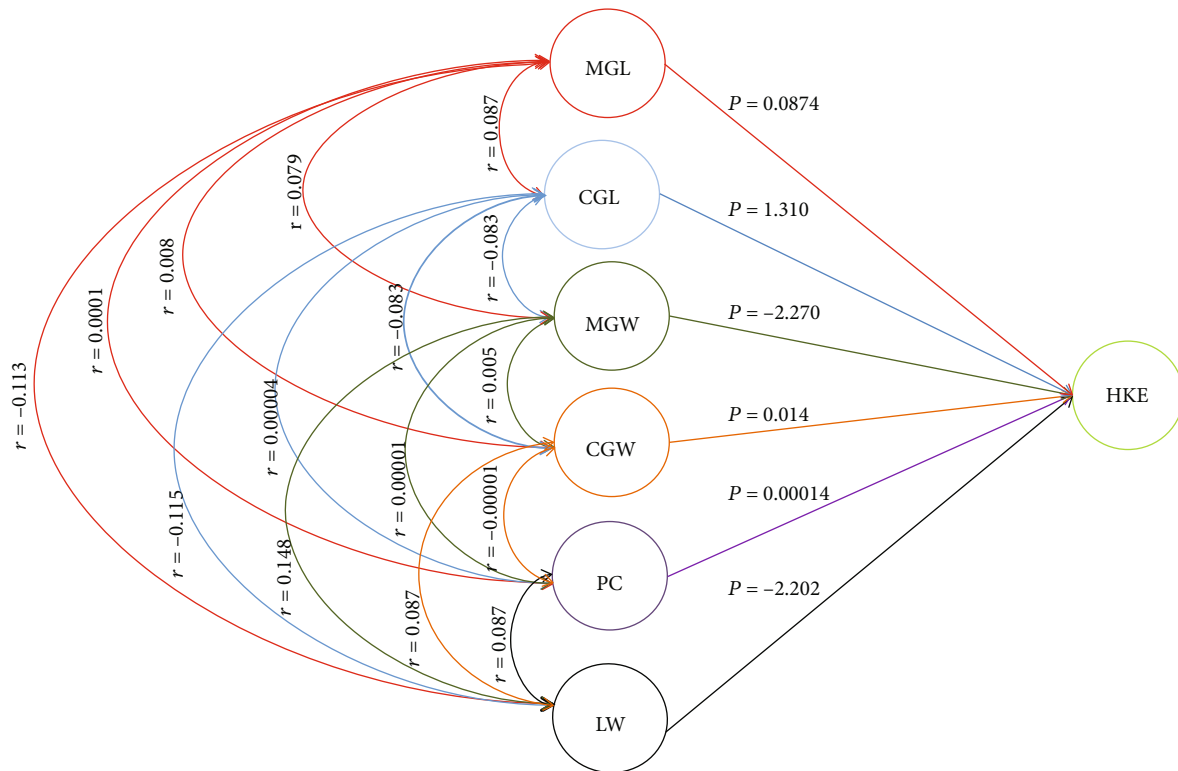 MGL
P = 0.0874
r = 0.087
r = 0.079
CGL
P = 1.310
r = –0.083
r = 0.008
r = 0.0001
r = –0.083
MGW
P = –2.270
r = –0.113
r = 0.005
HKE
r = 0.00004
P = 0.014
CGW
r = 0.00001
r = –0.00001
P = 0.00014
r = –0.115
r = 0.148
PC
P = –2.202
r = 0.087
r = 0.087
LW